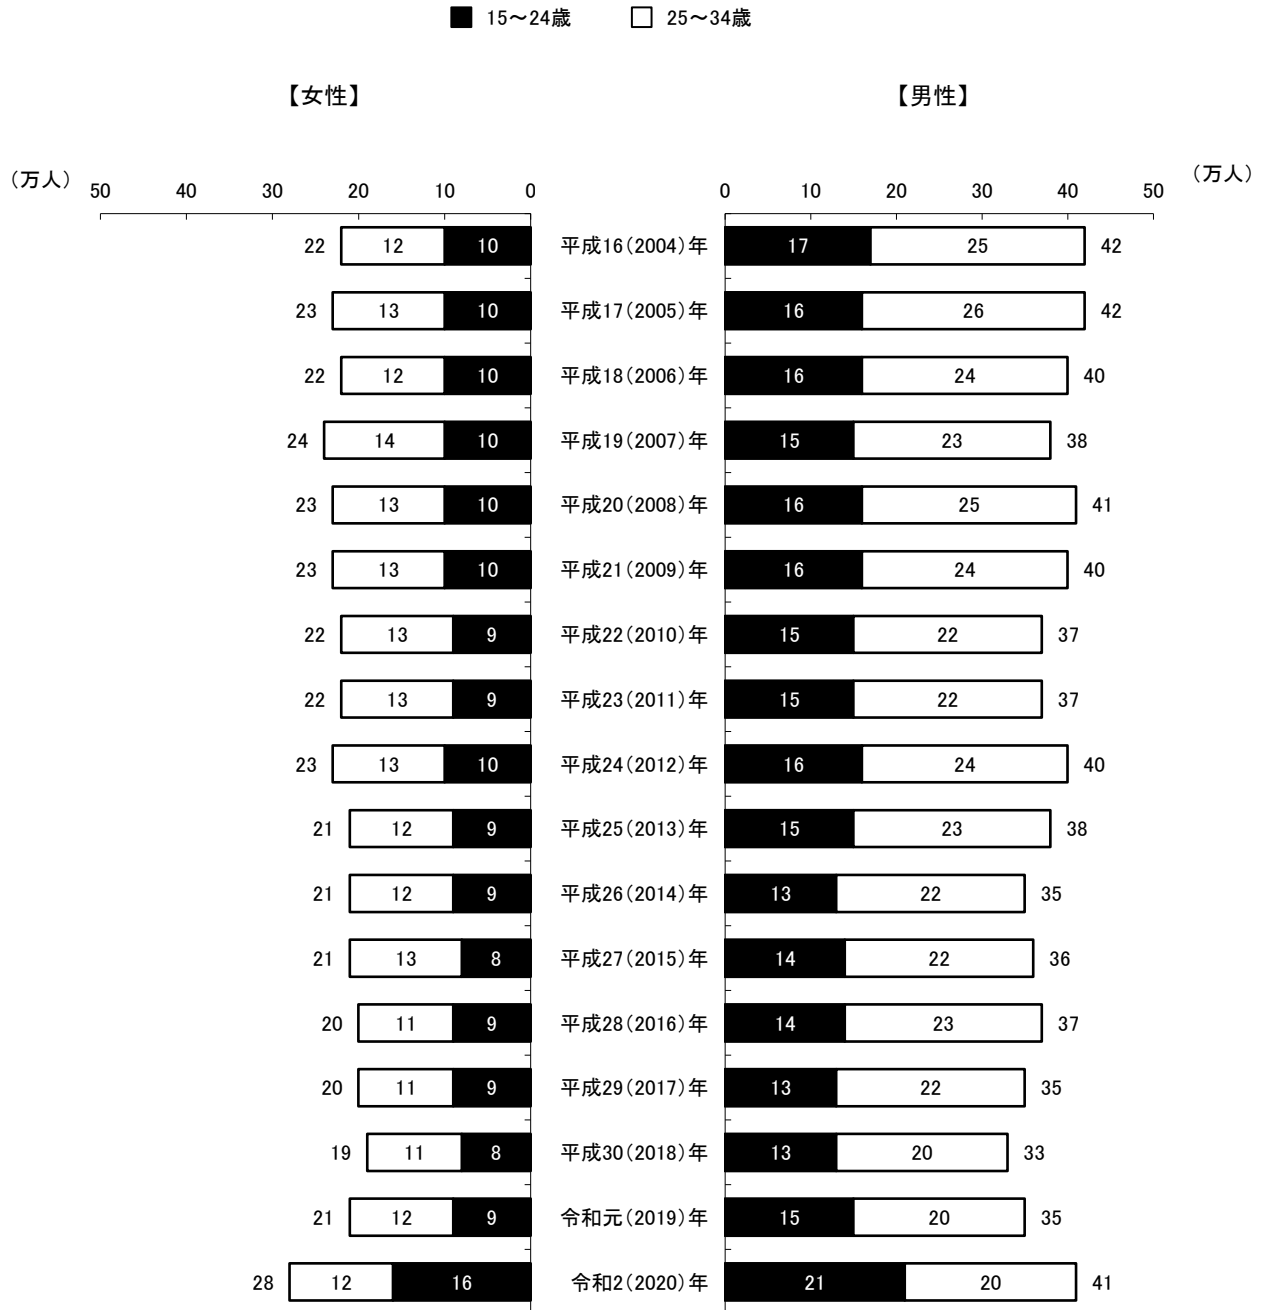 15～24歳 25～34歳
【女性】 【男性】
（万人） 50 40 30 20 10 0 0 10 20 30 40 50 （万人）
22 12 10 平成16（2004）年 17 25 42
23 13 10 平成17（2005）年 16 26 42
22 12 10 平成18（2006）年 16 24 40
24 14 10 平成19（2007）年 15 23 38
23 13 10 平成20（2008）年 16 25 41
23 13 10 平成21（2009）年 16 24 40
22 13 9 平成22（2010）年 15 22 37
22 13 9 平成23（2011）年 15 22 37
23 13 10 平成24（2012）年 16 24 40
21 12 9 平成25（2013）年 15 23 38
21 12 9 平成26（2014）年 13 22 35
21 13 8 平成27（2015）年 14 22 36
20 11 9 平成28（2016）年 14 23 37
20 11 9 平成29（2017）年 13 22 35
19 11 8 平成30（2018）年 13 20 33
21 12 9 令和元（2019）年 15 20 35
28 12 16 令和2（2020）年 21 20 41